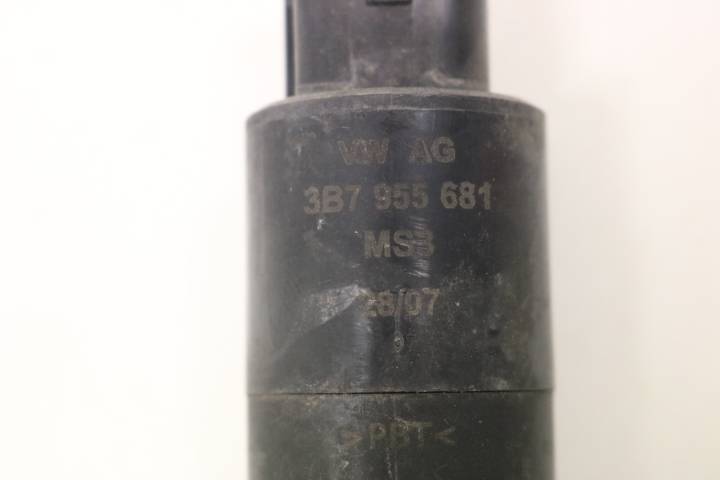 VW AG
3B7 955 681
MSB
28/07
>PBT<